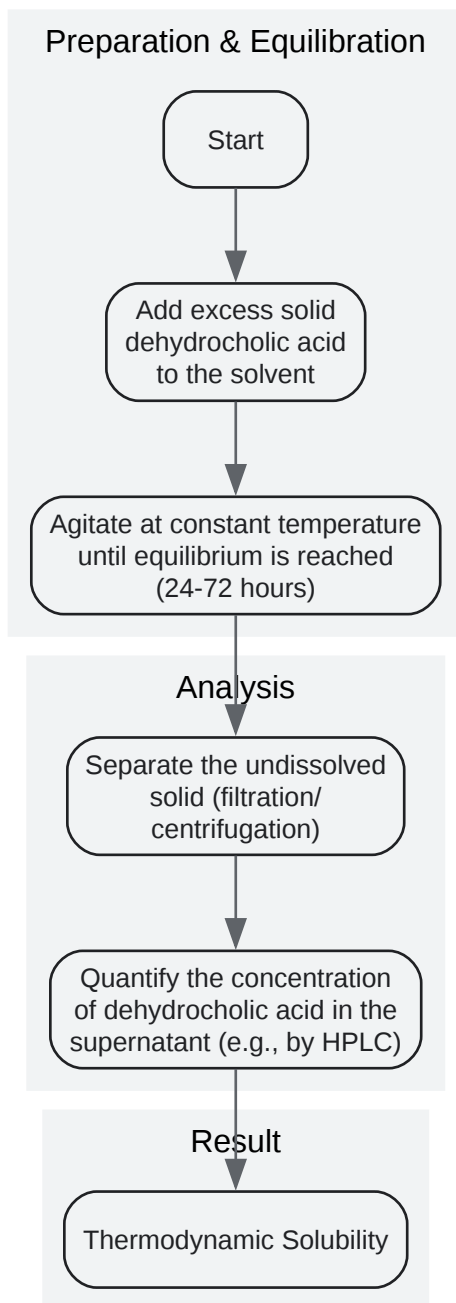 Preparation & Equilibration
Start
Add excess solid
dehydrocholic acid
to the solvent
Agitate at constant temperature
until equilibrium is reached
(24-72 hours)
Analysis
Separate the undissolved
solid (filtration/
centrifugation)
Quantify the concentration
of dehydrocholic acid in the
supernatant (e.g., by HPLC)
Result
Thermodynamic Solubility